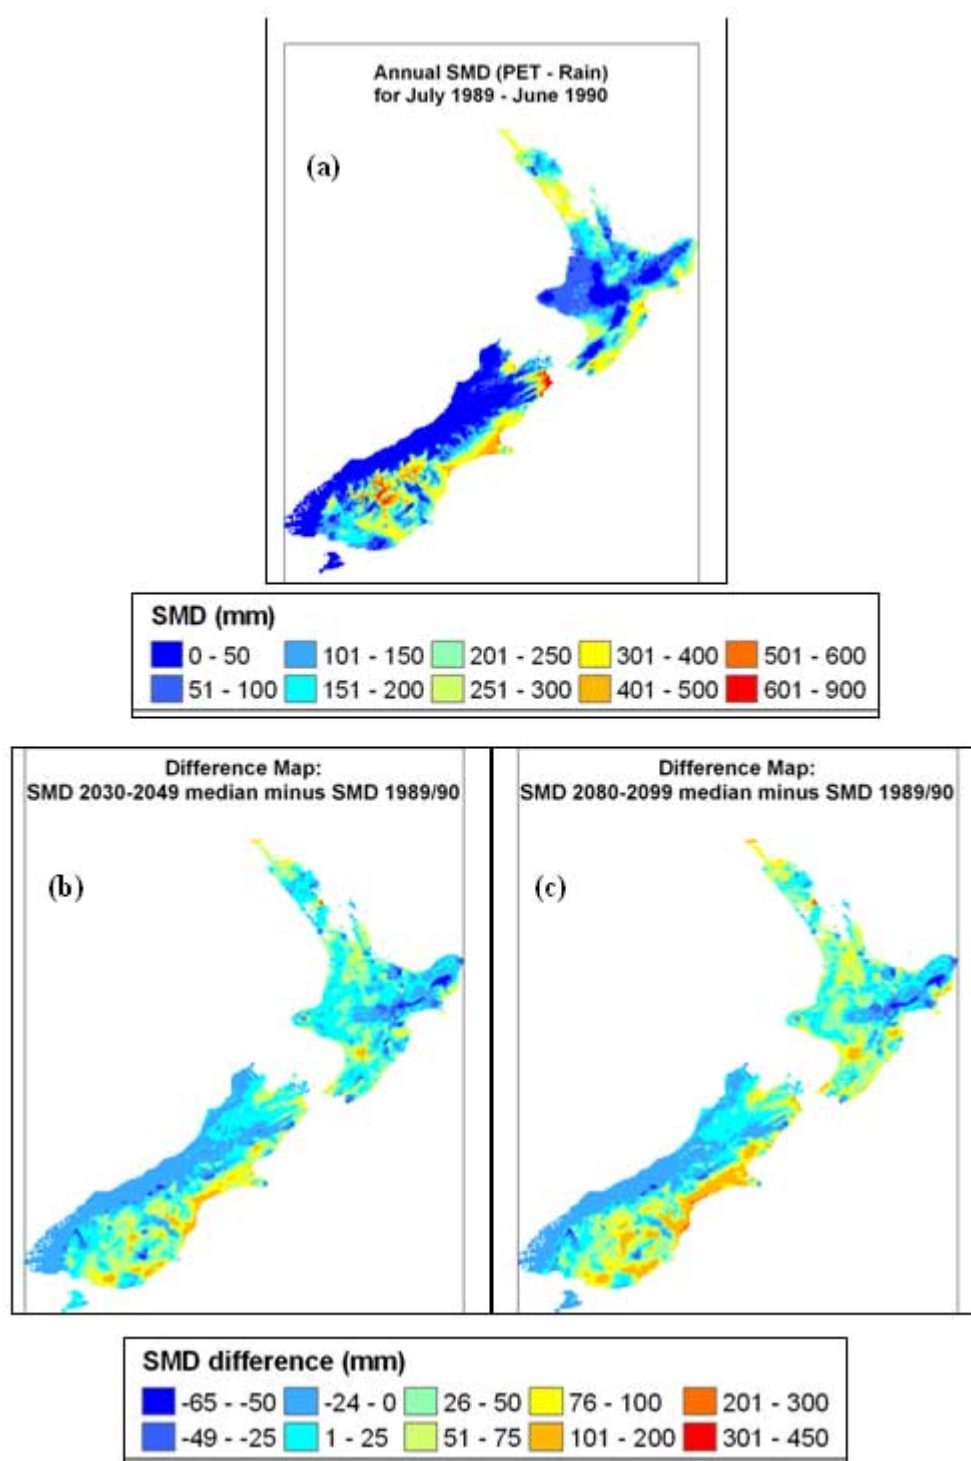 Annual SMD (PET - Rain)
for July 1989 - June 1990
(a)
SMD (mm)
0 - 50 101 - 150 201 - 250 301 - 400 501 - 600
51 - 100 151 - 200 251 - 300 401 - 500 601 - 900
Difference Map:
SMD 2030-2049 median minus SMD 1989/90
(b)
Difference Map:
SMD 2080-2099 median minus SMD 1989/90
(c)
SMD difference (mm)
-65 - -50 -24 - 0 26 - 50 76 - 100 201 - 300
-49 - -25 1 - 25 51 - 75 101 - 200 301 - 450